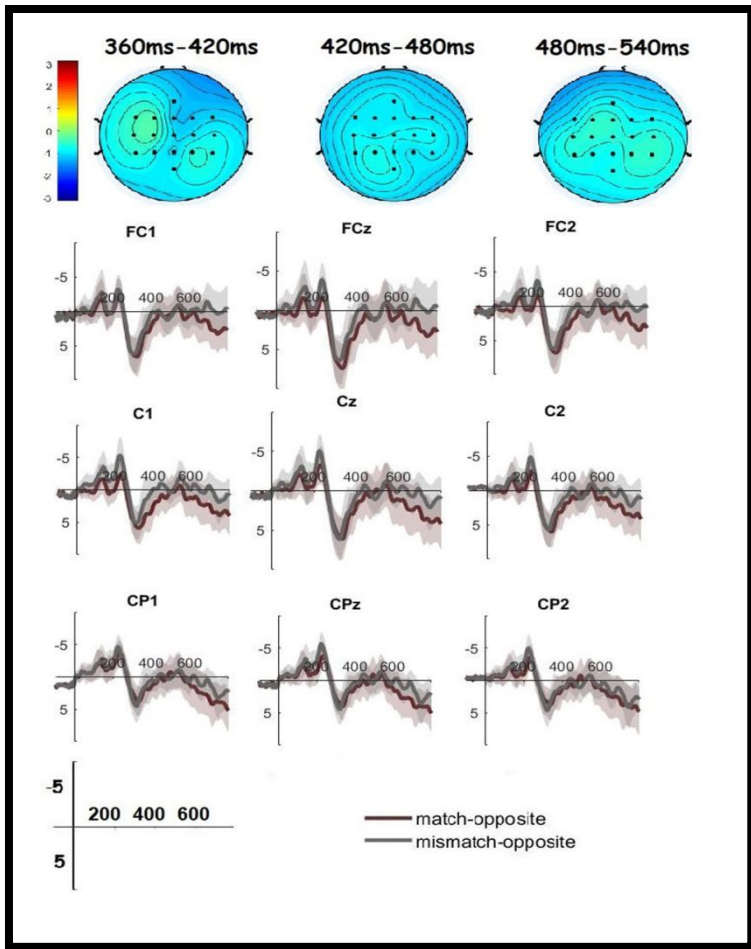 360ms-420ms 420ms-480ms 480ms-540ms
3
2
1
0
-1
-2
-3
FC1 FCz FC2
-5 200 400 600 5
-5 200 400 600 5
-5 200 400 600 5
C1 Cz C2
-5 200 400 600 5
-5 200 400 600 5
-5 200 400 600 5
CP1 CPz CP2
-5 200 400 600 5
-5 200 400 600 5
-5 200 400 600 5
-5
200 400 600
5
match-opposite
mismatch-opposite